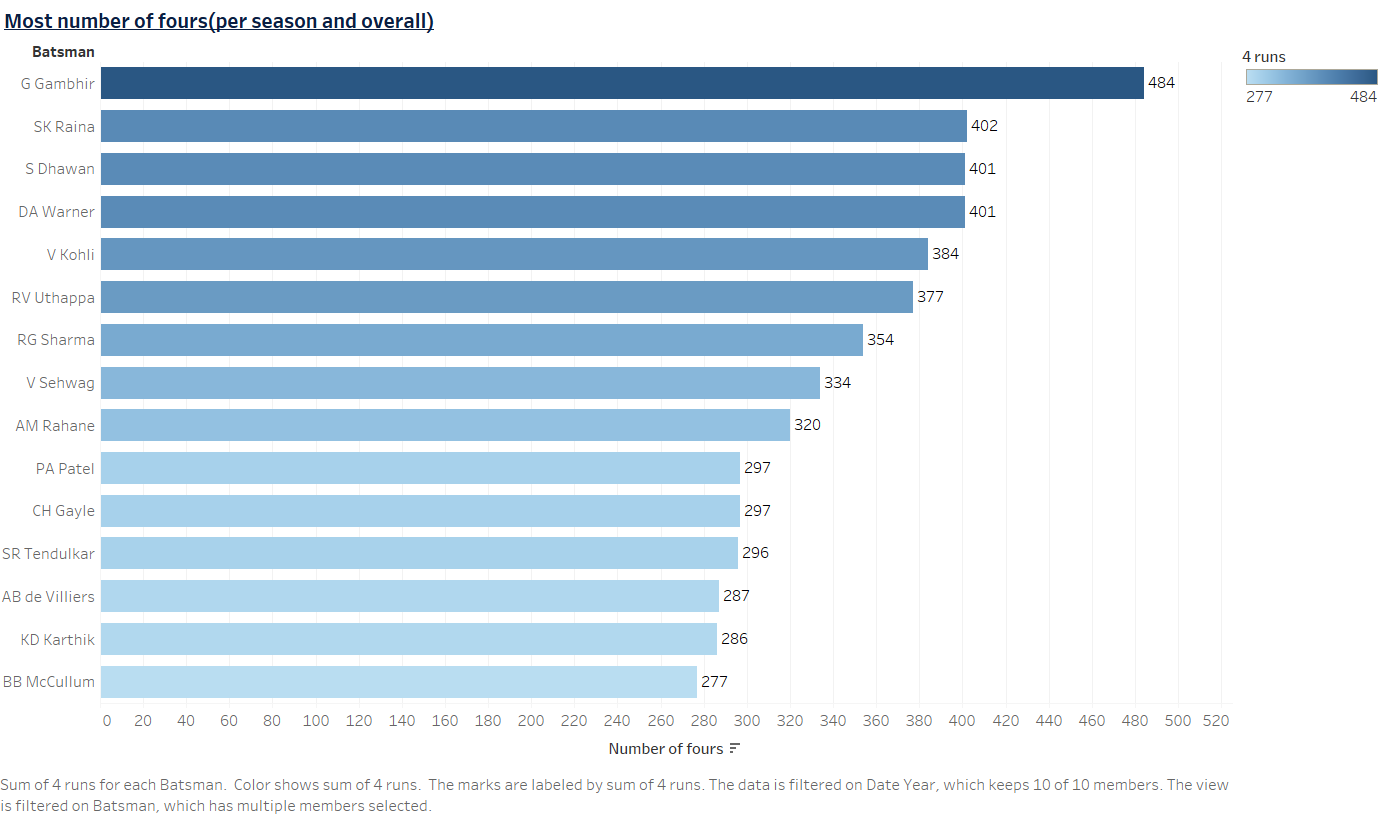 Most number of fours(per season and overall)
Batsman
4 runs
277 484
G Gambhir 484
SK Raina 402
S Dhawan 401
DA Warner 401
V Kohli 384
RV Uthappa 377
RG Sharma 354
V Sehwag 334
AM Rahane 320
PA Patel 297
CH Gayle 297
SR Tendulkar 296
AB de Villiers 287
KD Karthik 286
BB McCullum 277
0 20 40 60 80 100 120 140 160 180 200 220 240 260 280 300 320 340 360 380 400 420 440 460 480 500 520
Number of fours
Sum of 4 runs for each Batsman.  Color shows sum of 4 runs.  The marks are labeled by sum of 4 runs. The data is filtered on Date Year, which keeps 10 of 10 members. The view
is filtered on Batsman, which has multiple members selected.